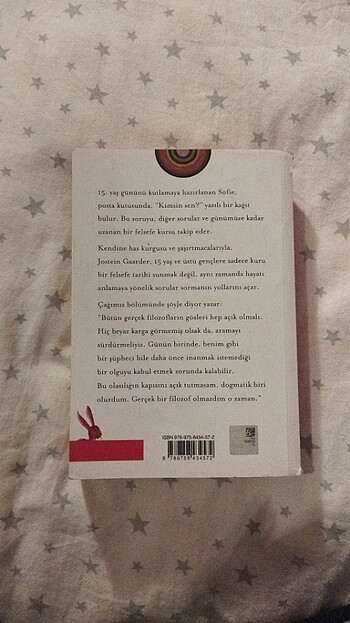 15. yaş gününü kutlamaya hazırlanan Sofie,
posta kutusunda, "Kimsin sen?" yazılı bir kağıt
bulur. Bu soruyu, diğer sorular ve günümüze kadar
uzanan bir felsefe kursu takip eder.
Kendine has kurgusu ve şaşırtmacalarıyla,
Jostein Gaarder, 15 yaş ve üstü gençlere sadece kuru
bir felsefe tarihi sunmak değil, aynı zamanda hayatı
anlamaya yönelik sorular sormanın yollarını açar.
Çağımız bölümünde şöyle diyor yazar:
"Bütün gerçek filozofların gözleri hep açık olmalı.
Hiç beyaz karga görmemiş olsak da, aramayı
sürdürmeliyiz. Günün birinde, benim gibi
bir şüpheci bile daha önce inanmak istemediği
bir olguyu kabul etmek zorunda kalabilir.
Bu olasılığın kapısını açık tutmasam, dogmatik biri
olurdum. Gerçek bir filozof olmazdım o zaman."
ISBN 978-975-8434-57-2
9 789758 434572